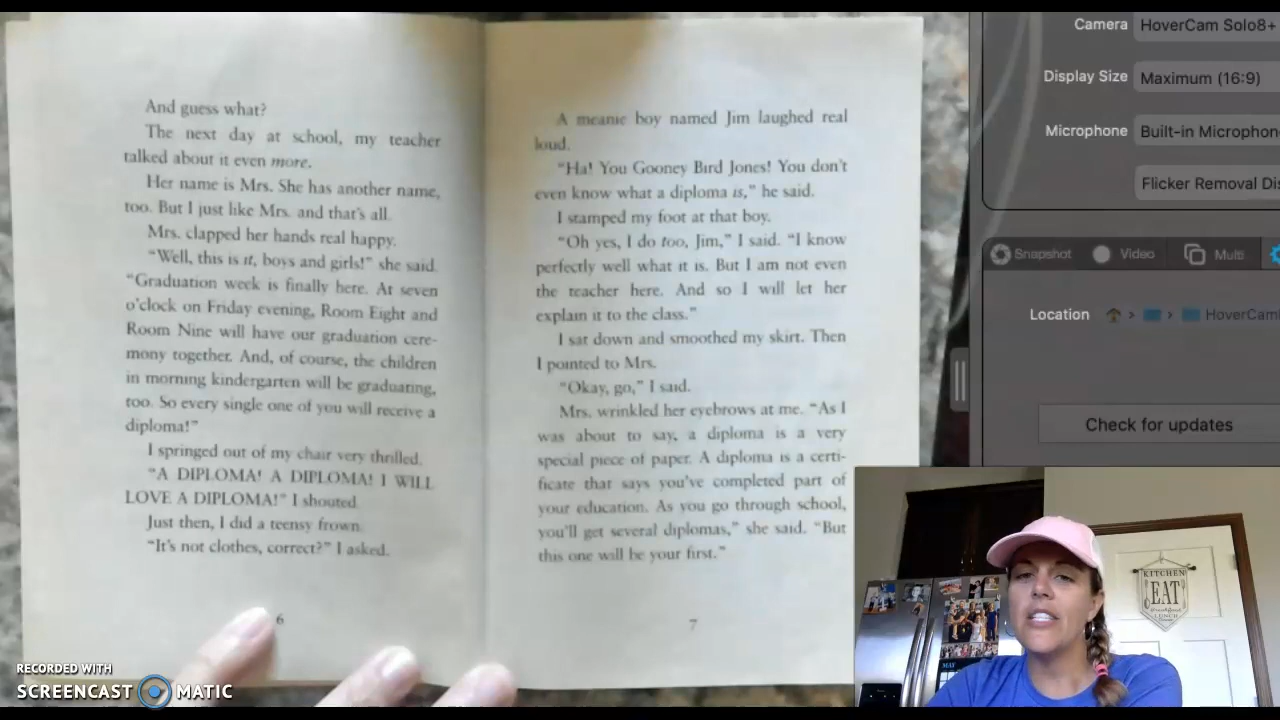 And guess what?
The next day at school, my teacher
talked about it even more.
Her name is Mrs. She has another name,
too. But I just like Mrs. and that's all.
Mrs. clapped her hands real happy.
"Well, this is it, boys and girls!" she said.
"Graduation week is finally here. At seven
o'clock on Friday evening, Room Eight and
Room Nine will have our graduation cere-
mony together. And, of course, the children
in morning kindergarten will be graduating,
too. So every single one of you will receive a
diploma!"
I springed out of my chair very thrilled.
"A DIPLOMA! A DIPLOMA! I WILL
LOVE A DIPLOMA!" I shouted.
Just then, I did a teensy frown.
"It's not clothes, correct?" I asked.
6
A meanie boy named Jim laughed real
loud.
"Ha! You Gooney Bird Jones! You don't
even know what a diploma is," he said.
I stamped my foot at that boy.
"Oh yes, I do too, Jim," I said. "I know
perfectly well what it is. But I am not even
the teacher here. And so I will let her
explain it to the class."
I sat down and smoothed my skirt. Then
I pointed to Mrs.
"Okay, go," I said.
Mrs. wrinkled her eyebrows at me. "As I
was about to say, a diploma is a very
special piece of paper. A diploma is a certi-
ficate that says you've completed part of
your education. As you go through school,
you'll get several diplomas," she said. "But
this one will be your first."
7
Camera HoverCam Solo8+
Display Size Maximum (16:9)
Microphone Built-in Microphon
Flicker Removal Dis
Snapshot Video Multi
Location > > HoverCam
Check for updates
KITCHEN
EAT
LUNCH
MAY
RECORDED WITH
SCREENCAST MATIC